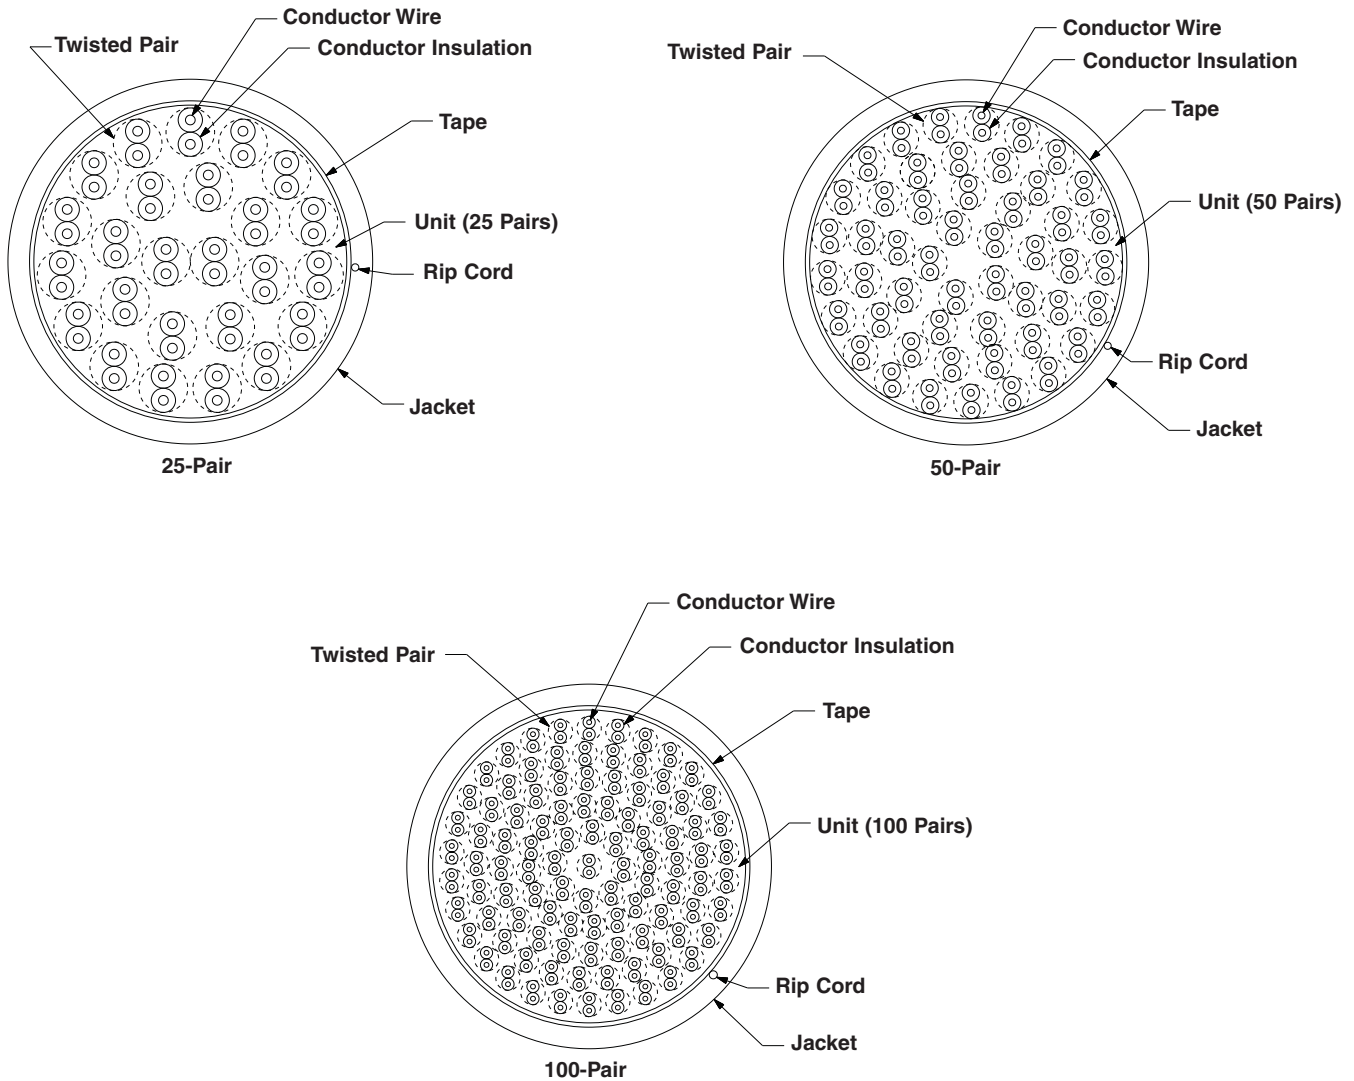 Conductor Wire
Twisted Pair
Conductor Insulation
Tape
Unit (25 Pairs)
Rip Cord
Jacket
25-Pair
Conductor Wire
Twisted Pair
Conductor Insulation
Tape
Unit (50 Pairs)
Rip Cord
Jacket
50-Pair
Conductor Wire
Twisted Pair
Conductor Insulation
Tape
Unit (100 Pairs)
Rip Cord
Jacket
100-Pair